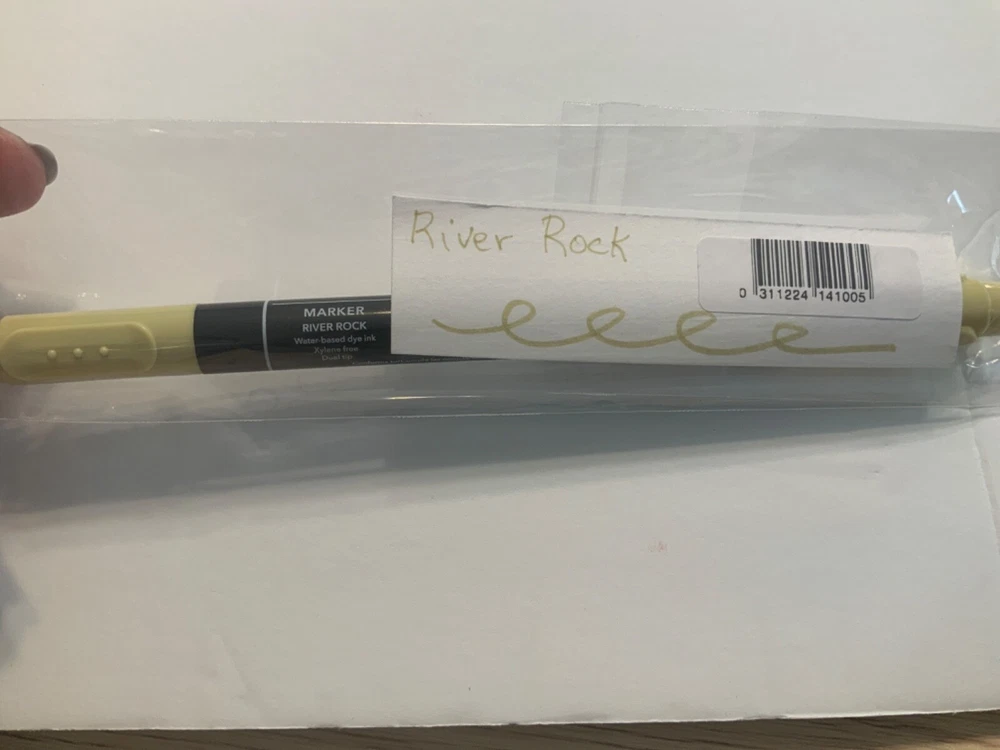 River Rock
0 311224 141005
MARKER
RIVER ROCK
Water-based dye ink
Xylene free
Dual tip